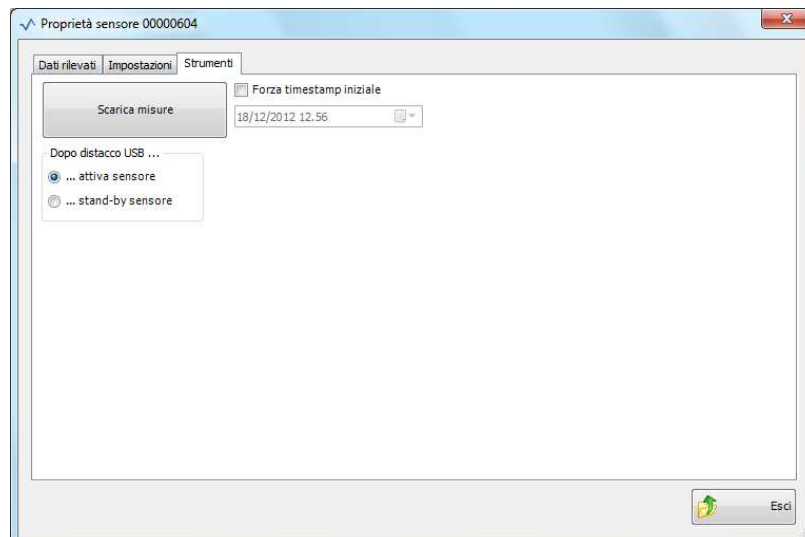 Proprietà sensore 00000604
Dati rilevati Impostazioni Strumenti
Scarica misure
Forza timestamp iniziale
18/12/2012 12.56
Dopo distacco USB ...
... attiva sensore
... stand-by sensore
Esci